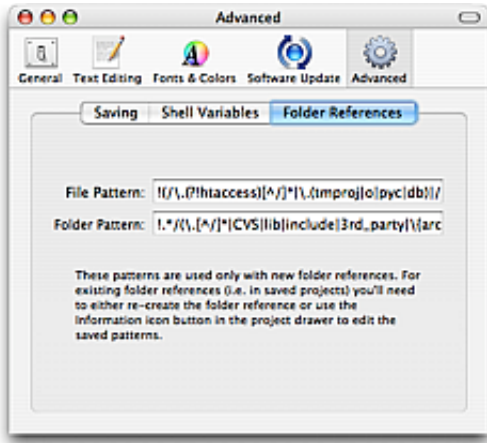 Advanced
General Text Editing Fonts & Colors Software Update Advanced
Saving Shell Variables Folder References
File Pattern: !(/\.(?!htaccess)[^/]*|\.(tmproj|o|pyc|db)|/
Folder Pattern: !.*/(\.[^/]*|CVS|lib|include|3rd_party|\{arc
These patterns are used only with new folder references. For
existing folder references (i.e. in saved projects) you'll need
to either re-create the folder reference or use the
Information icon button in the project drawer to edit the
saved patterns.